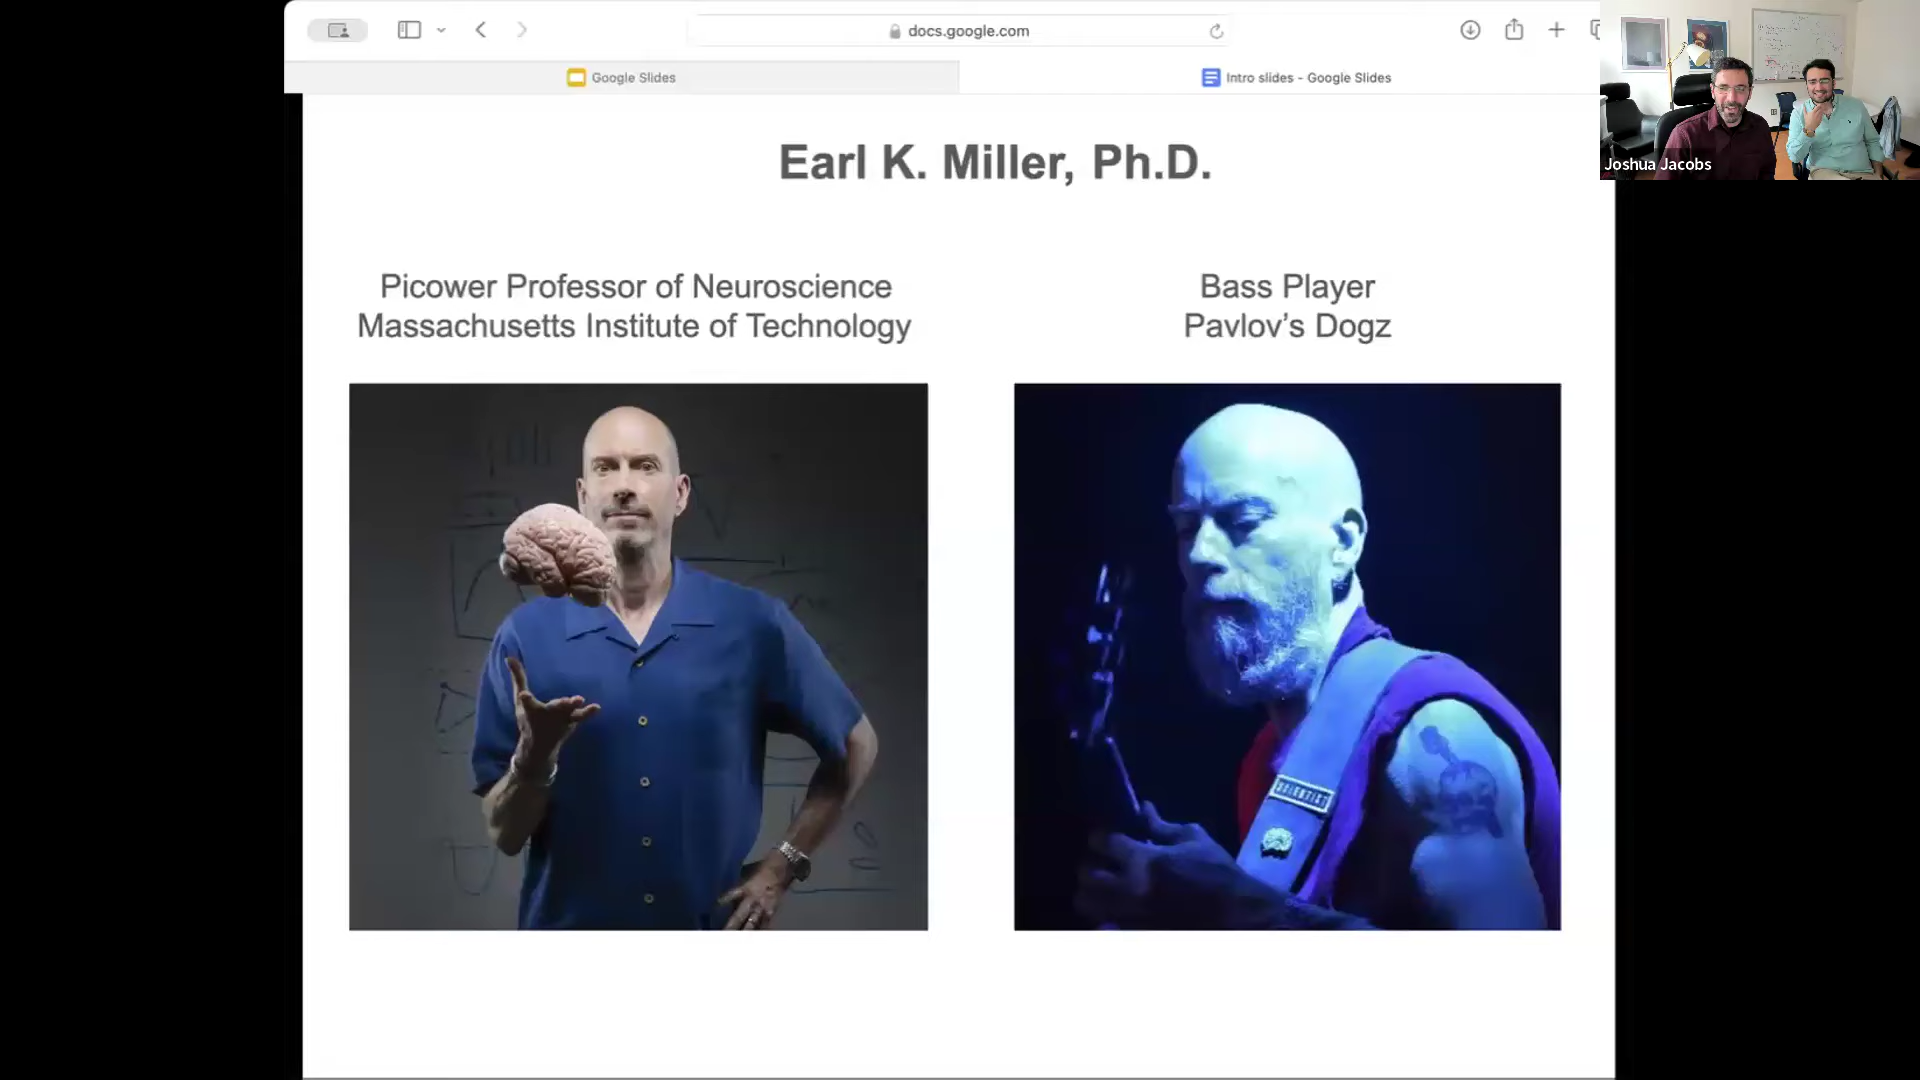 docs.google.com
Google Slides
Intro slides - Google Slides
Joshua Jacobs
Earl K. Miller, Ph.D.
Picower Professor of Neuroscience
Massachusetts Institute of Technology
Bass Player
Pavlov's Dogz
SCIENTIST